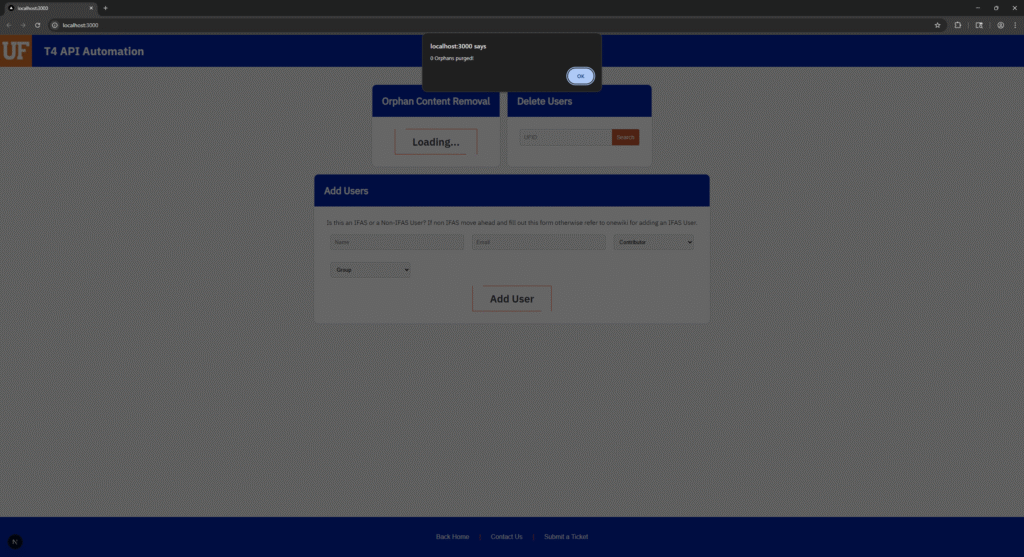 localhost:3000
localhost:3000
UF T4 API Automation
localhost:3000 says
0 Orphans purged!
OK
Orphan Content Removal
Loading...
Delete Users
UFID
Search
Add Users
Is this an IFAS or a Non-IFAS User? If non IFAS move ahead and fill out this form otherwise refer to onewiki for adding an IFAS User.
Name
Email
Contributor
Group
Add User
N
Back Home | Contact Us | Submit a Ticket